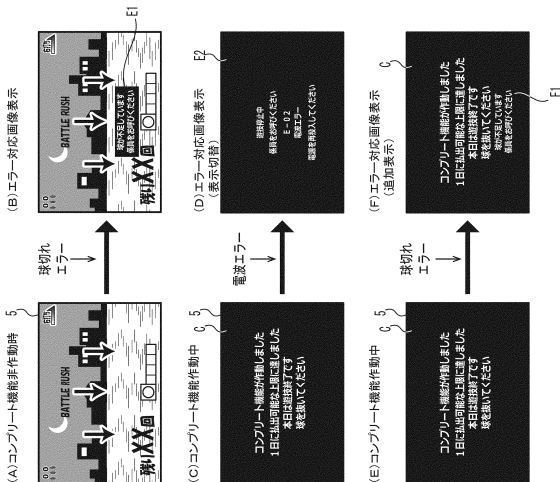 (A)コンプリート機能非作動時
5
BATTLE RUSH
残りXX回
球切れ
エラー
(B)エラー対応画像表示
BATTLE RUSH
球が不足しています
係員をお呼びください
残りXX回
E1
(C)コンプリート機能作動中
C
5
コンプリート機能が作動しました
1日に払出可能な上限に達しました
本日は遊技終了です
球を抜いてください
電波エラー
(D)エラー対応画像表示
(表示切替)
E2
遊技停止中
係員をお呼びください
E-02
電波エラー
電源を再投入してください
(E)コンプリート機能作動中
C
5
コンプリート機能が作動しました
1日に払出可能な上限に達しました
本日は遊技終了です
球を抜いてください
球切れ
エラー
(F)エラー対応画像表示
(追加表示)
C
コンプリート機能が作動しました
1日に払出可能な上限に達しました
本日は遊技終了です
球を抜いてください
球が不足しています
係員をお呼びください
E1